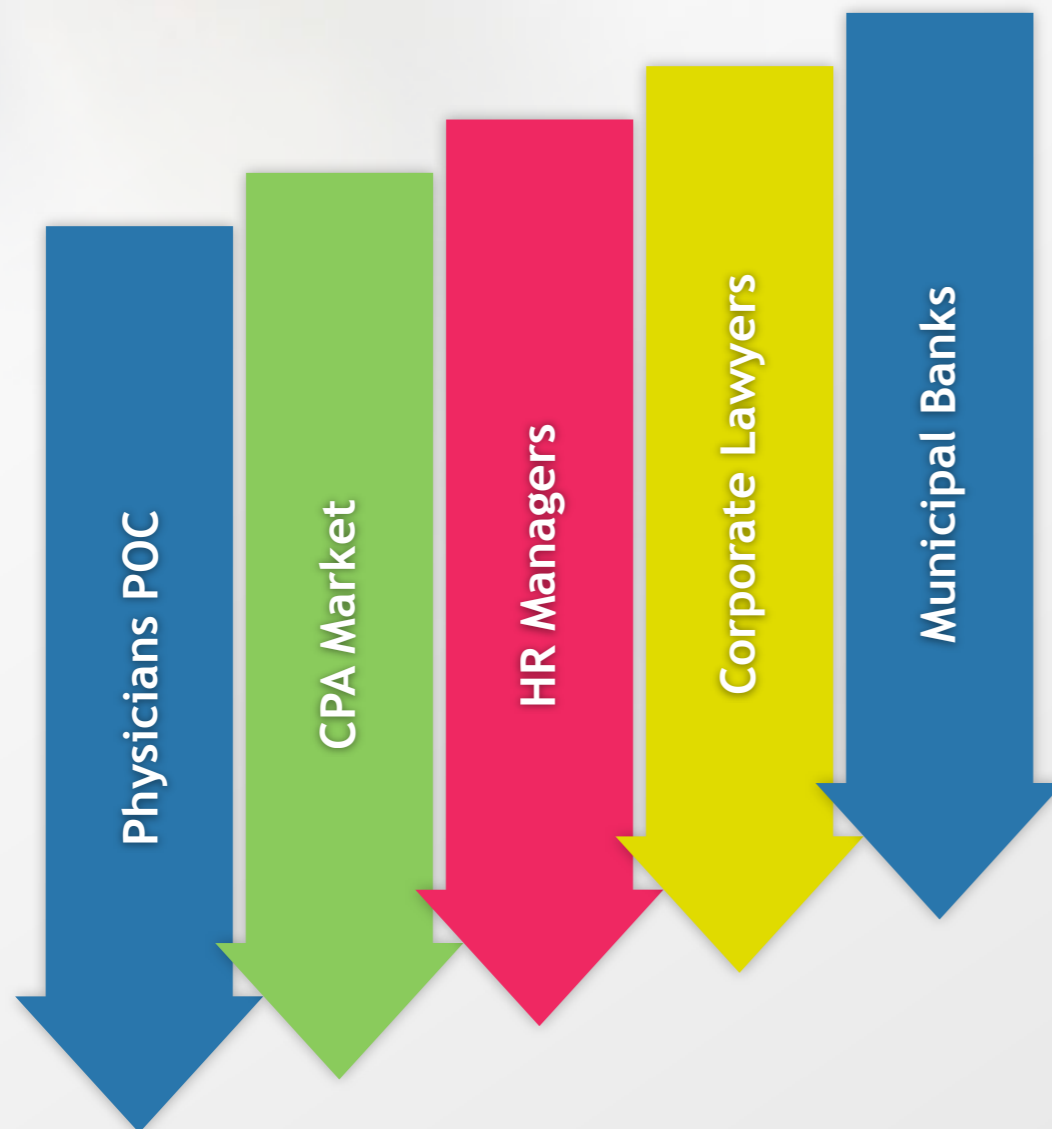 Physicians POC
CPA Market
HR Managers
Corporate Lawyers
Municipal Banks